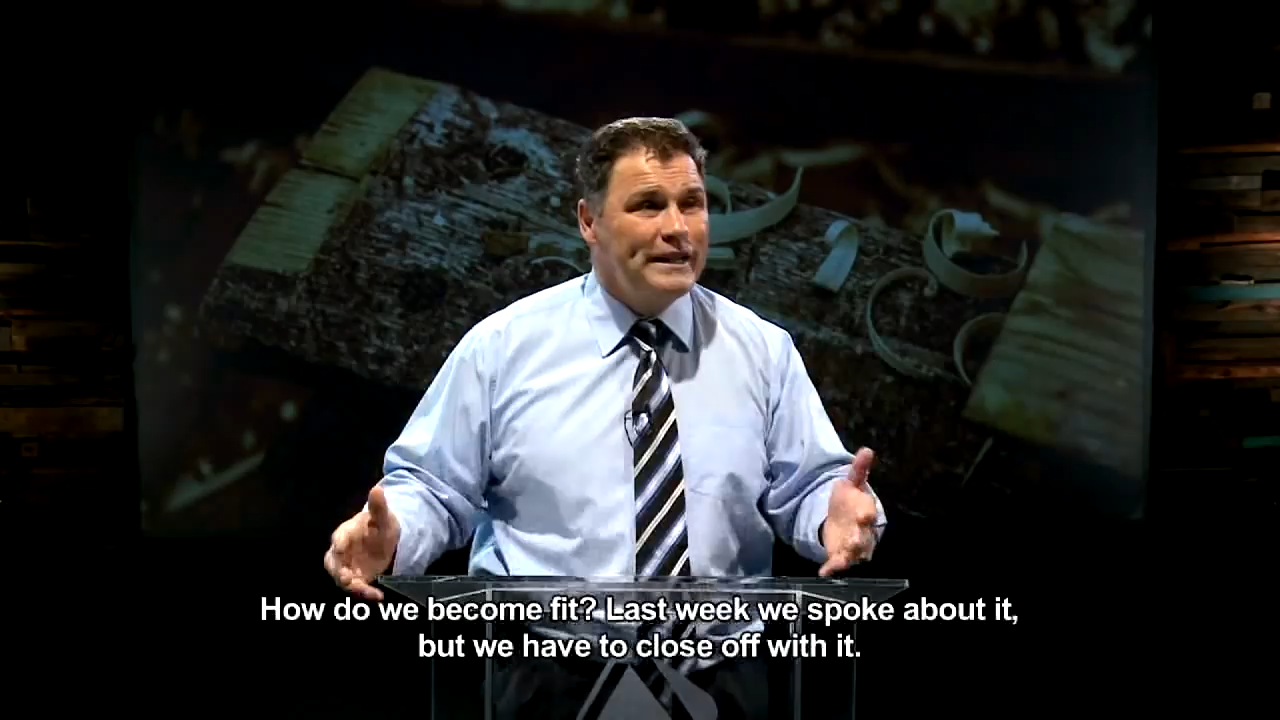 How do we become fit? Last week we spoke about it,
but we have to close off with it.